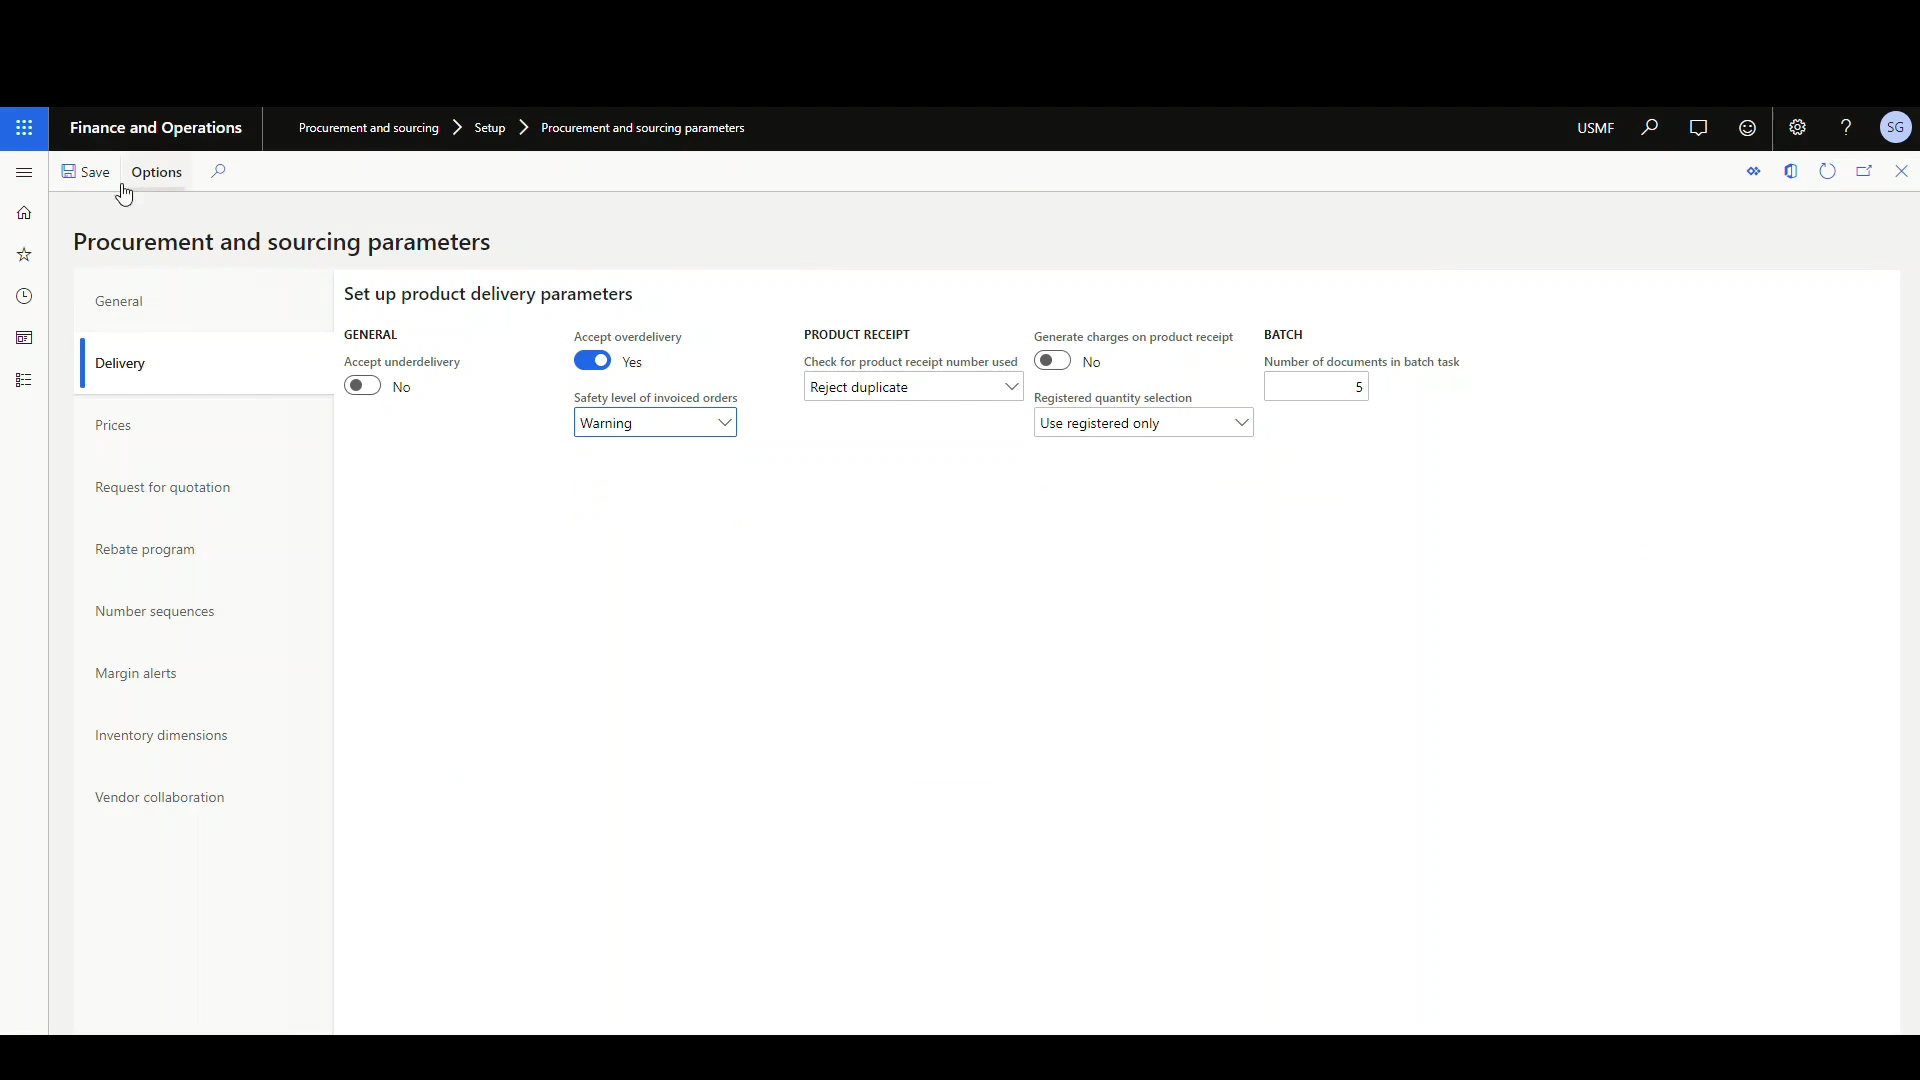 Finance and Operations
Procurement and sourcing
Setup
Procurement and sourcing parameters
USMF
?
SG
Save
Options
Procurement and sourcing parameters
General
Delivery
Prices
Request for quotation
Rebate program
Number sequences
Margin alerts
Inventory dimensions
Vendor collaboration
Set up product delivery parameters
GENERAL
Accept underdelivery
No
Accept overdelivery
Yes
Safety level of invoiced orders
Warning
PRODUCT RECEIPT
Check for product receipt number used
Reject duplicate
Generate charges on product receipt
No
Registered quantity selection
Use registered only
BATCH
Number of documents in batch task
5